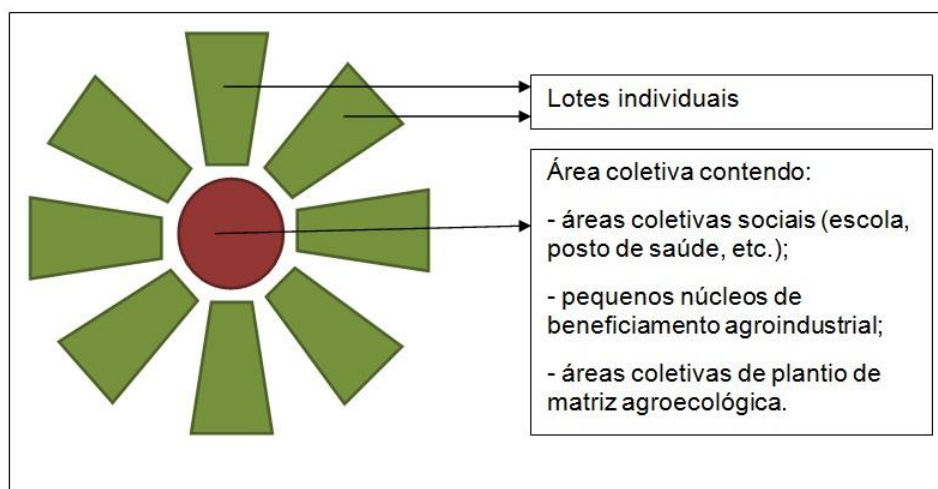 Lotes individuais
Área coletiva contendo:
- áreas coletivas sociais (escola,
posto de saúde, etc.);
- pequenos núcleos de
beneficiamento agroindustrial;
- áreas coletivas de plantio de
matriz agroecológica.